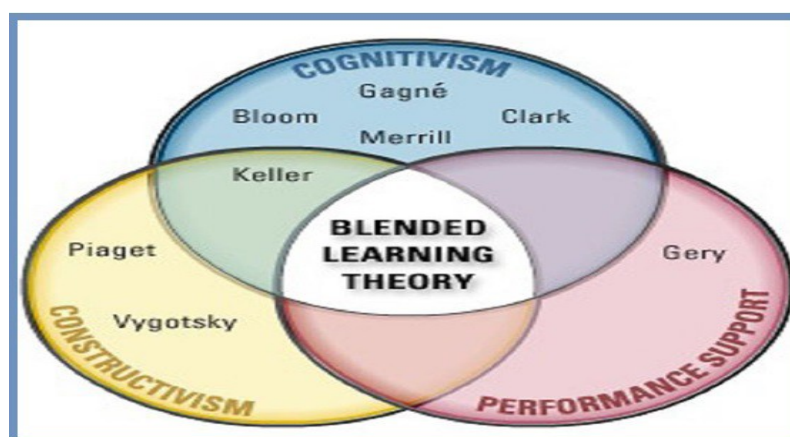 COGNITIVISM
Gagné
Bloom
Clark
Merrill
Keller
BLENDED
LEARNING
THEORY
Piaget
Gery
Vygotsky
CONSTRUCTIVISM
PERFORMANCE SUPPORT